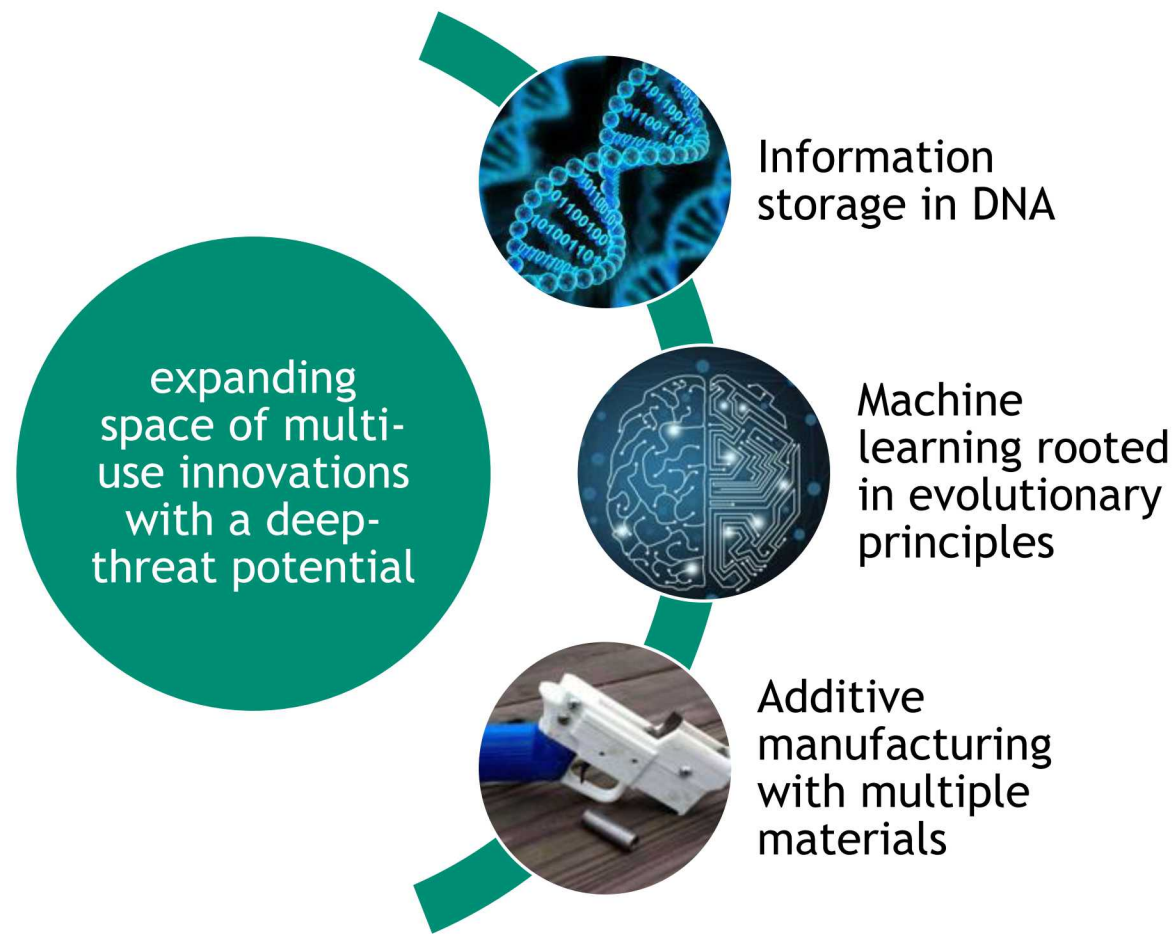 expanding
space of multi-
use innovations
with a deep-
threat potential
Information
storage in DNA
Machine
learning rooted
in evolutionary
principles
Additive
manufacturing
with multiple
materials